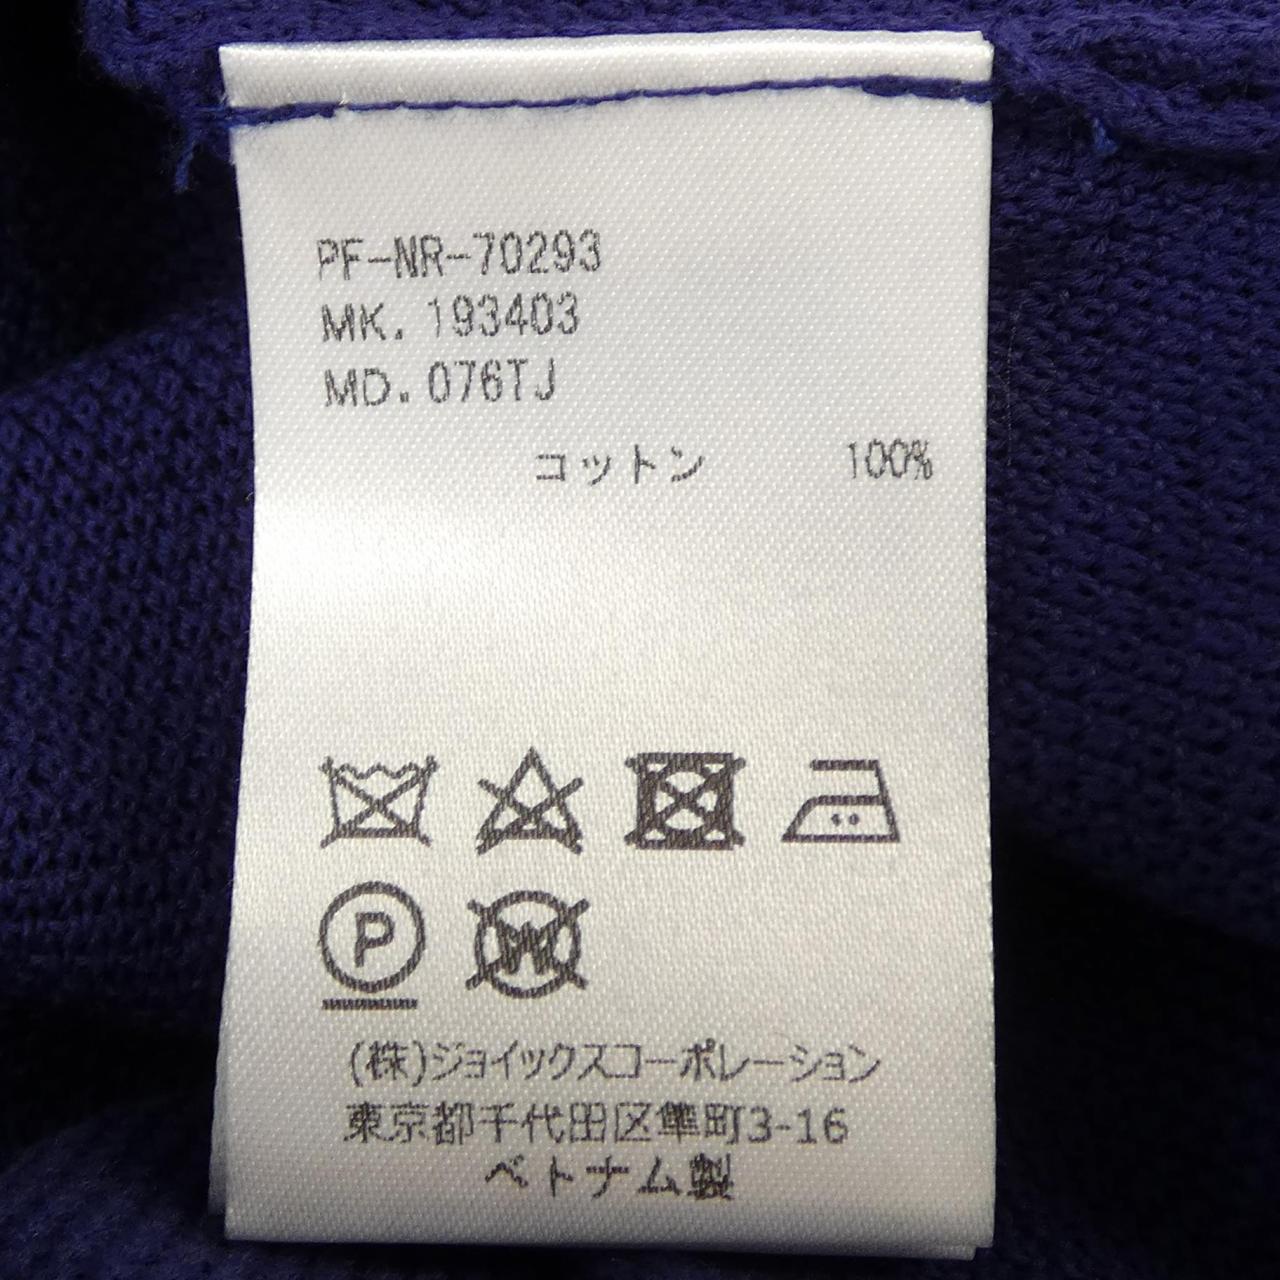 PF-NR-70293
MK. 193403
MD. 076TJ
コットン 100%
P
W
(株)ジョイックスコーポレーション
東京都千代田区隼町3-16
ベトナム製